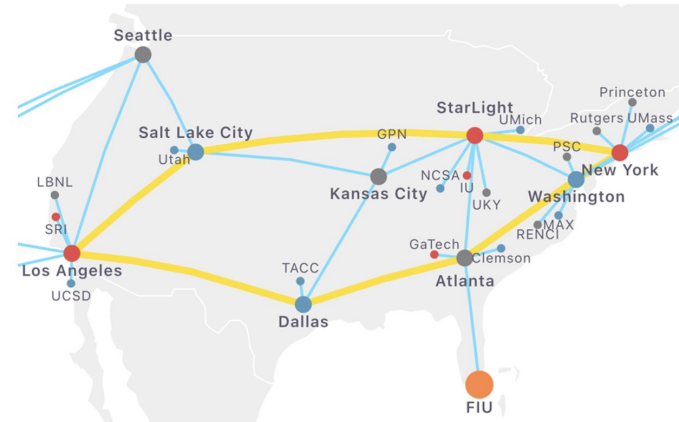 Seattle
Princeton
StarLight
UMich
Rutgers
UMass
Salt Lake City
GPN
Utah
PSC
New York
NCSA
IU
Kansas City
UKY
Washington
LBNL
SRI
MAX
RENCI
GaTech
Clemson
Los Angeles
TACC
Atlanta
UCSD
Dallas
FIU